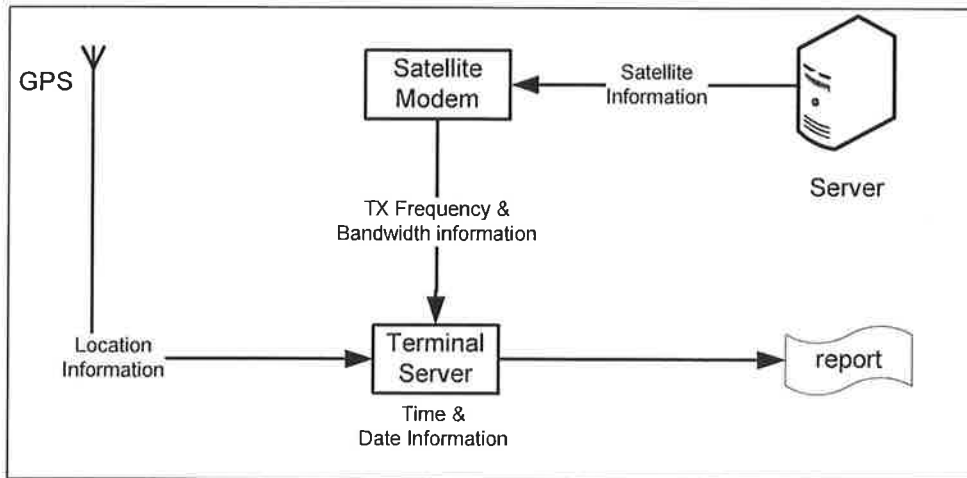 GPS
Satellite
Modem
Satellite
Information
Server
TX Frequency &
Bandwidth information
Location
Information
Terminal
Server
report
Time &
Date Information